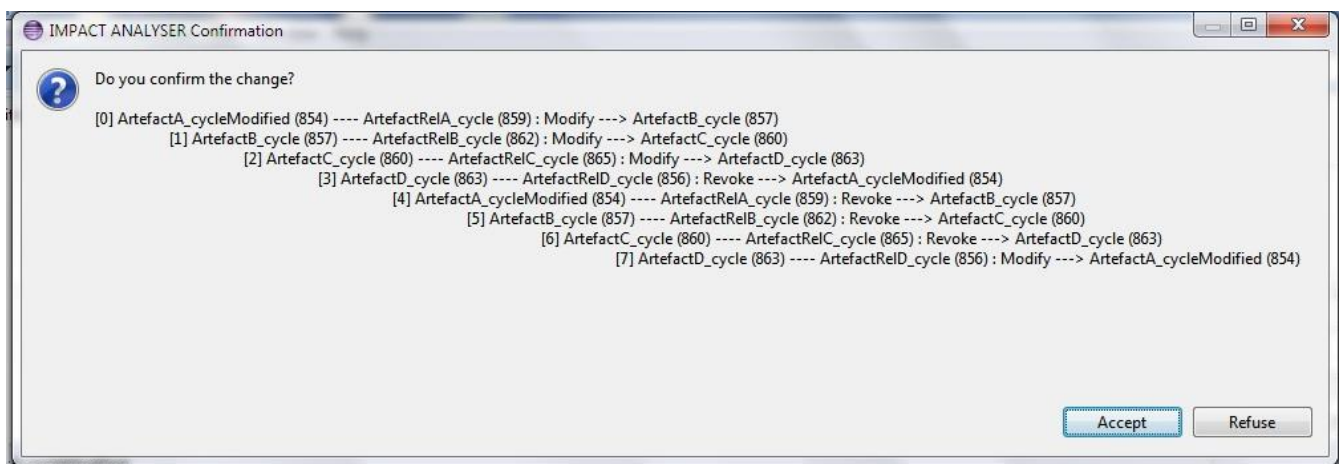 IMPACT ANALYSER Confirmation
Do you confirm the change?
[0] ArtefactA_cycleModified (854) ---- ArtefactRelA_cycle (859) : Modify ---> ArtefactB_cycle (857)
[1] ArtefactB_cycle (857) ---- ArtefactRelB_cycle (862) : Modify ---> ArtefactC_cycle (860)
[2] ArtefactC_cycle (860) ---- ArtefactRelC_cycle (865) : Modify ---> ArtefactD_cycle (863)
[3] ArtefactD_cycle (863) ---- ArtefactRelD_cycle (856) : Revoke ---> ArtefactA_cycleModified (854)
[4] ArtefactA_cycleModified (854) ---- ArtefactRelA_cycle (859) : Revoke ---> ArtefactB_cycle (857)
[5] ArtefactB_cycle (857) ---- ArtefactRelB_cycle (862) : Revoke ---> ArtefactC_cycle (860)
[6] ArtefactC_cycle (860) ---- ArtefactRelC_cycle (865) : Revoke ---> ArtefactD_cycle (863)
[7] ArtefactD_cycle (863) ---- ArtefactRelD_cycle (856) : Modify ---> ArtefactA_cycleModified (854)
Accept Refuse